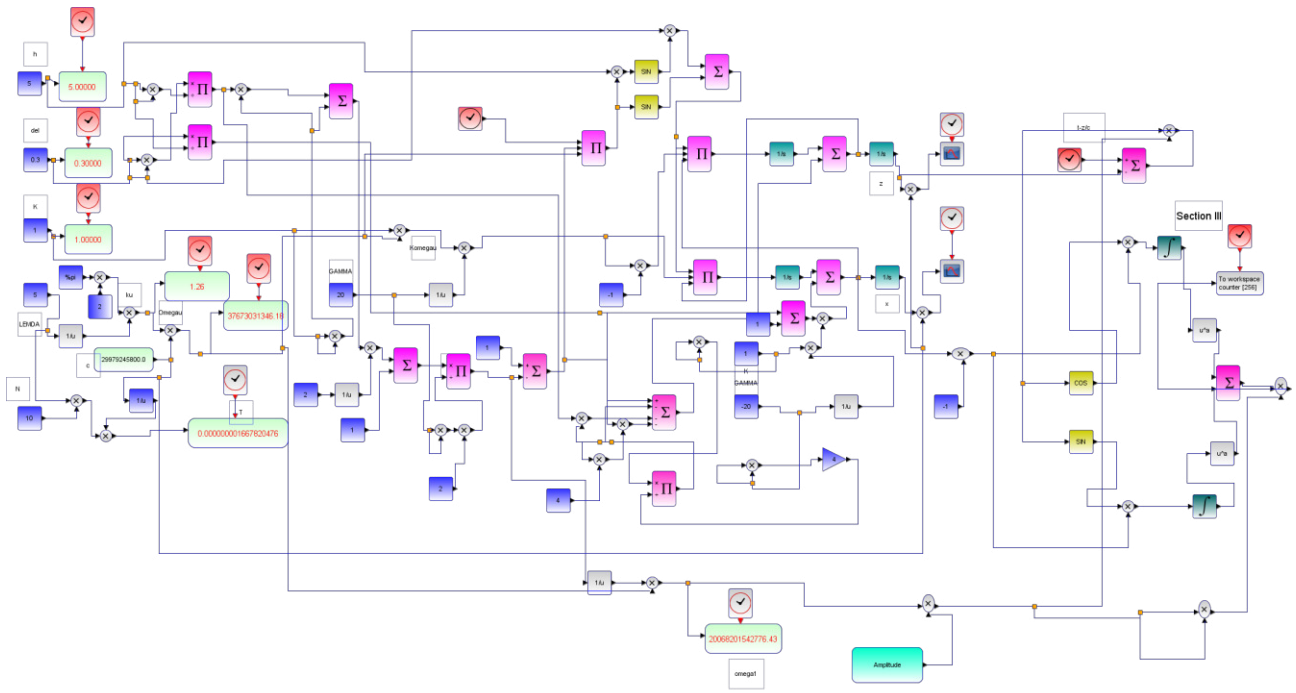 h
5
5.00000
del
0.3
0.30000
K
1
1.00000
%pi
2
5
ku
LEMDA
1/u
1.26
Omegau
37673031346.18
29979245800.0
c
N
10
1/u
T
0.000000001667820476
Π
Π
Σ
SIN
SIN
Σ
Π
Komegau
GAMMA
20
1/u
2
1/u
Σ
1
Π
2
1
Σ
4
-1
Π
Π
1/s
1/s
Σ
Σ
1/s
1/s
z
x
1
Σ
1
K
GAMMA
-20
1/u
Σ
Π
4
-1
t-z/c
Σ
COS
SIN
Section III
∫
To workspace
counter [256]
u^a
Σ
u^a
∫
1/u
20068201542776.43
omega1
Amplitude